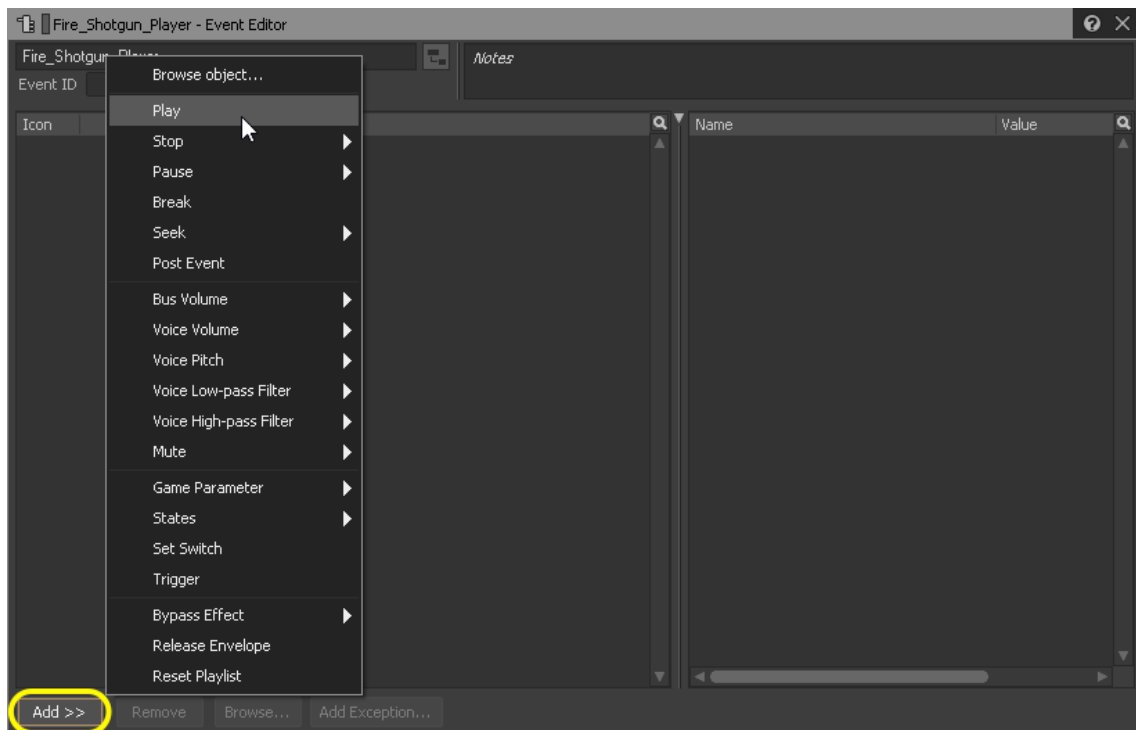 Fire_Shotgun_Player - Event Editor
Fire_Shotgun_Player
Notes
Event ID
Icon
Name Value
Browse object...
Play
Stop
Pause
Break
Seek
Post Event
Bus Volume
Voice Volume
Voice Pitch
Voice Low-pass Filter
Voice High-pass Filter
Mute
Game Parameter
States
Set Switch
Trigger
Bypass Effect
Release Envelope
Reset Playlist
Add >> Remove Browse... Add Exception...